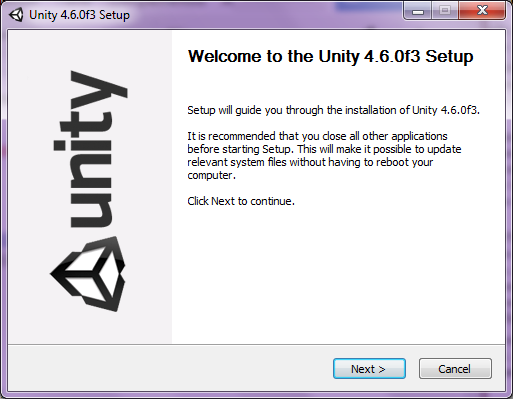 Unity 4.6.0f3 Setup
unity
Welcome to the Unity 4.6.0f3 Setup
Setup will guide you through the installation of Unity 4.6.0f3.
It is recommended that you close all other applications
before starting Setup. This will make it possible to update
relevant system files without having to reboot your
computer.
Click Next to continue.
Next >
Cancel